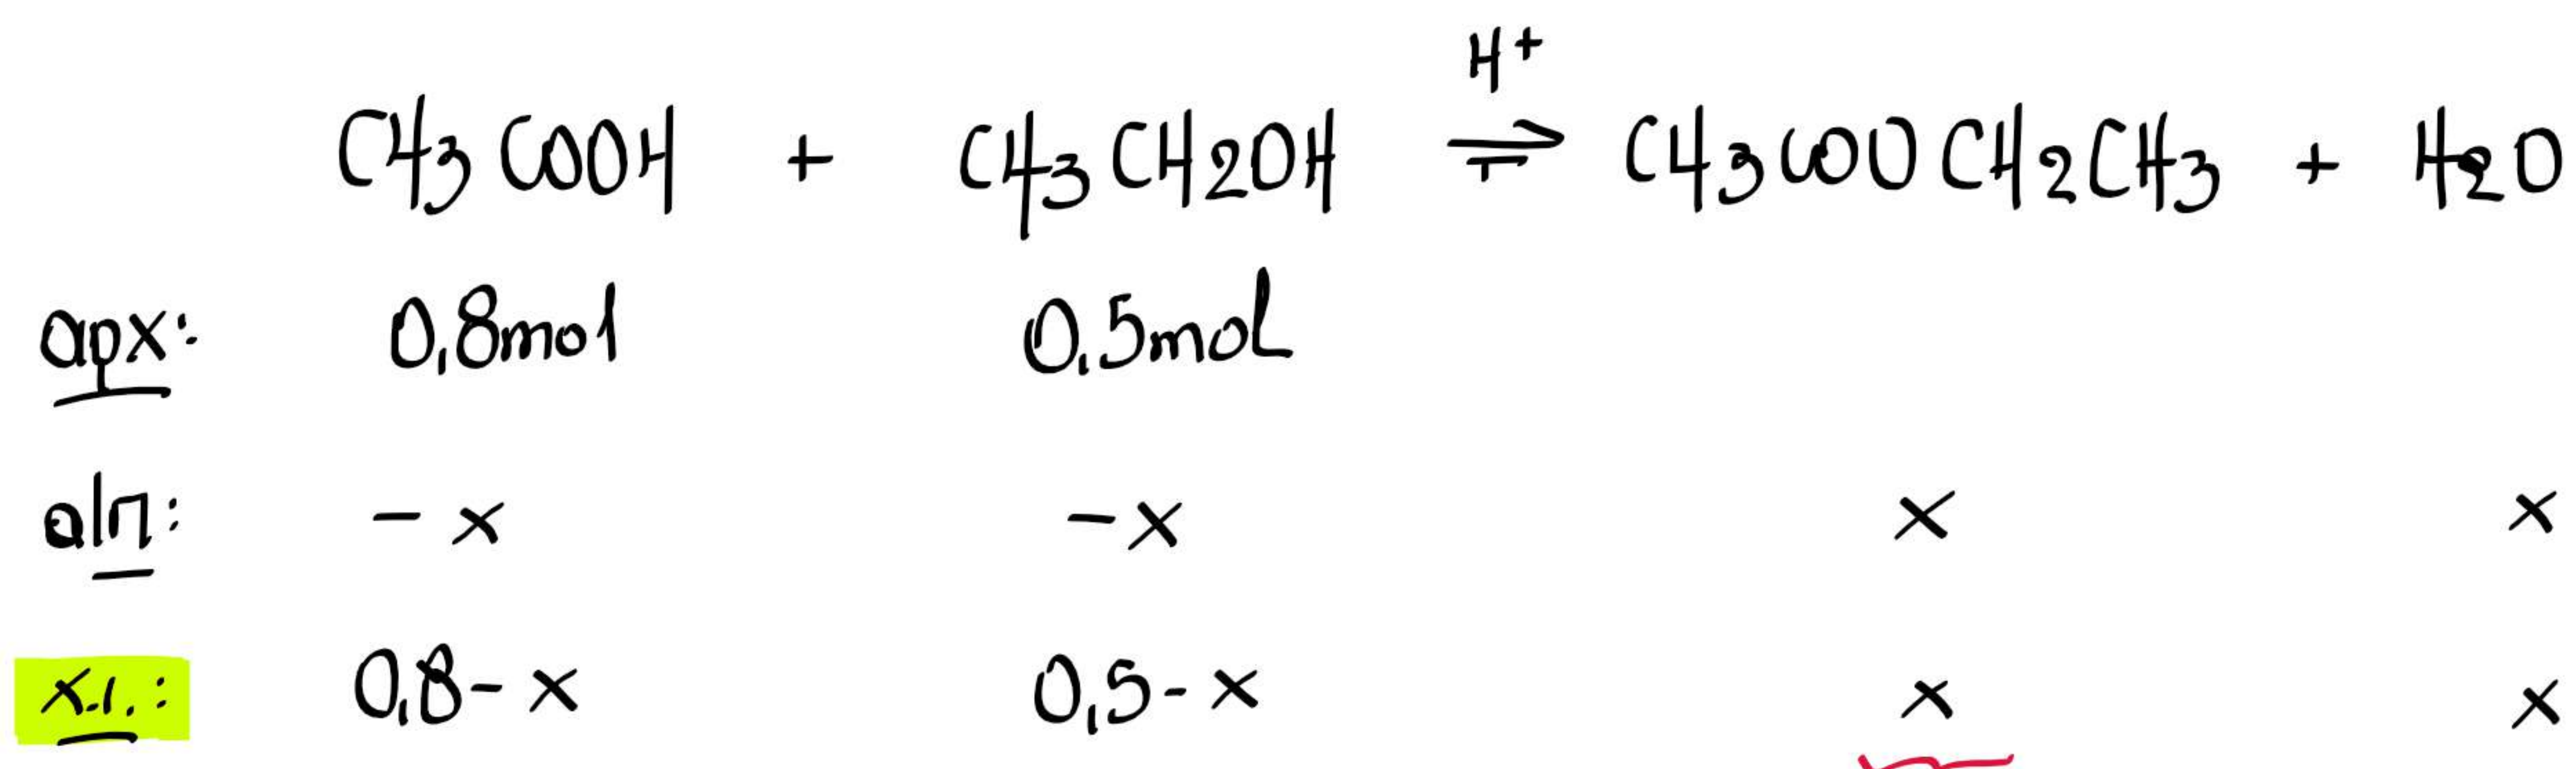 H+
CH3COOH + CH3CH2OH ⇌ CH3COOCH2CH3 + H2O
αρχ: 0,8mol 0,5mol
α|π: -x -x x x
χ.ι.: 0,8-x 0,5-x x x